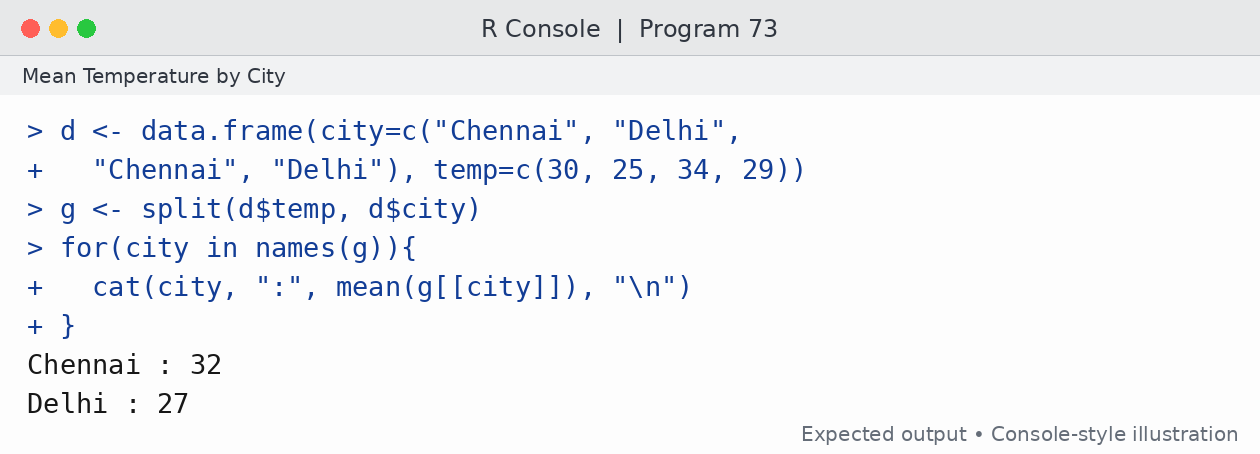 R Console | Program 73
Mean Temperature by City
> d <- data.frame(city=c("Chennai", "Delhi",
+   "Chennai", "Delhi"), temp=c(30, 25, 34, 29))
> g <- split(d$temp, d$city)
> for(city in names(g)){
+   cat(city, ":", mean(g[[city]]), "\n")
+ }
Chennai : 32
Delhi : 27
Expected output • Console-style illustration